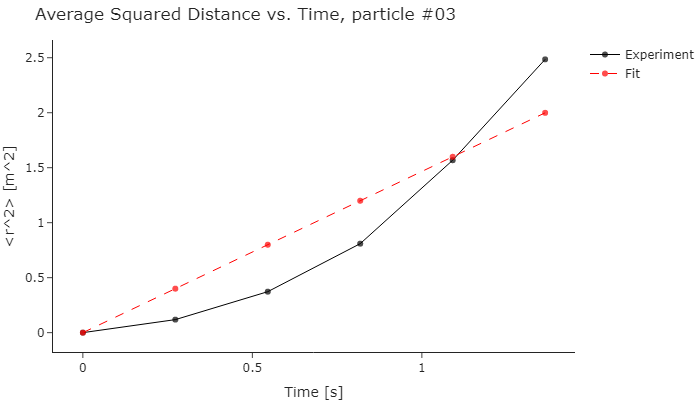 Average Squared Distance vs. Time, particle #03
Experiment
Fit
<r^2> [m^2]
2.5
2
1.5
1
0.5
0
0
0.5
1
Time [s]